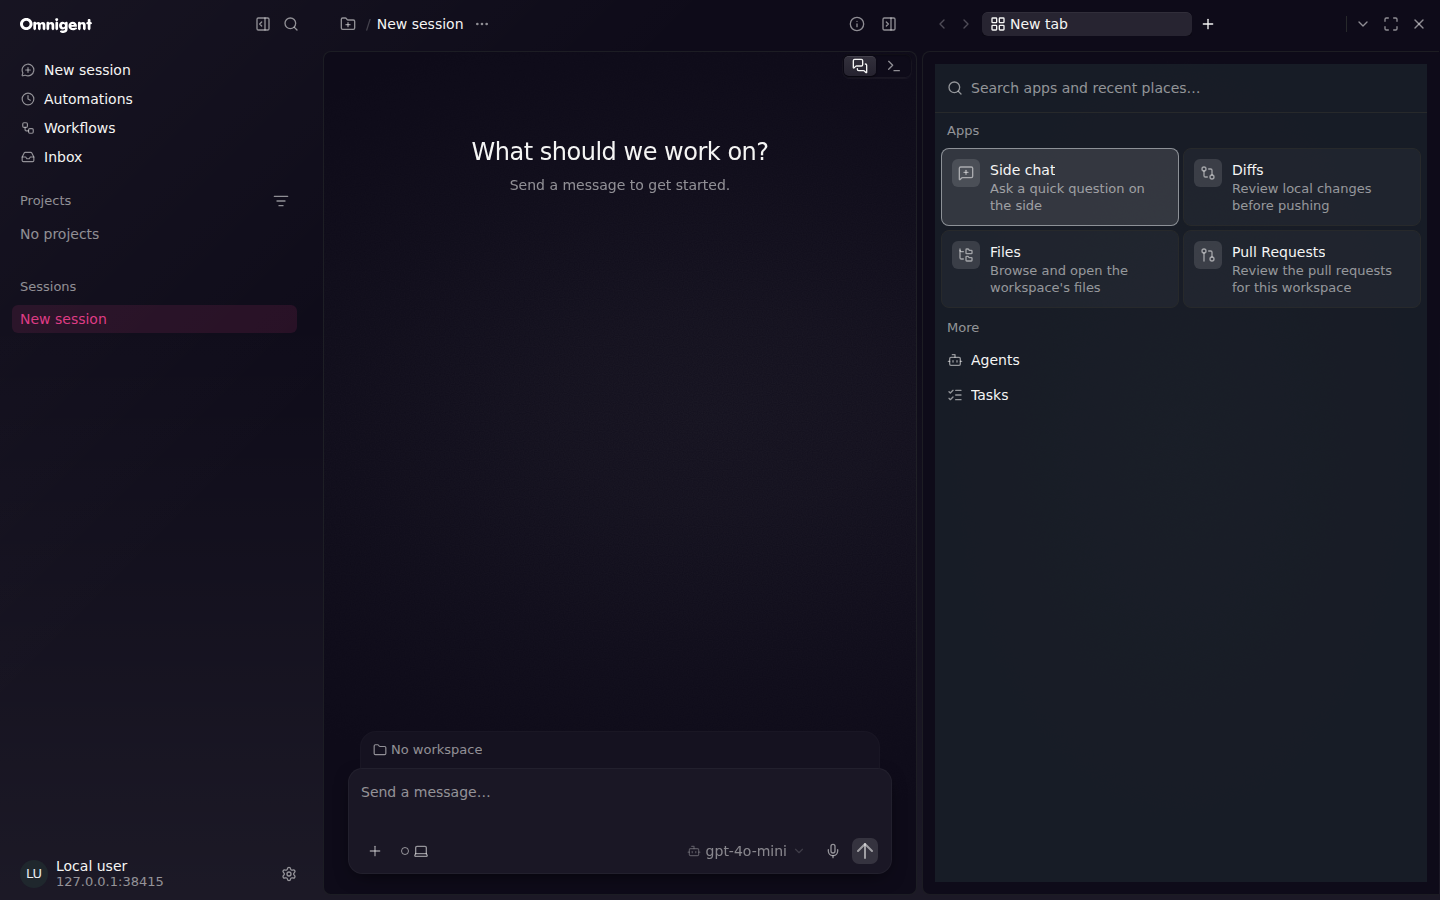 Omnigent
New session
Automations
Workflows
Inbox
Projects
No projects
Sessions
New session
LU
Local user
127.0.0.1:38415
/ New session
What should we work on?
Send a message to get started.
No workspace
Send a message…
gpt-4o-mini
New tab
Search apps and recent places…
Apps
Side chat
Ask a quick question on
the side
Diffs
Review local changes
before pushing
Files
Browse and open the
workspace's files
Pull Requests
Review the pull requests
for this workspace
More
Agents
Tasks